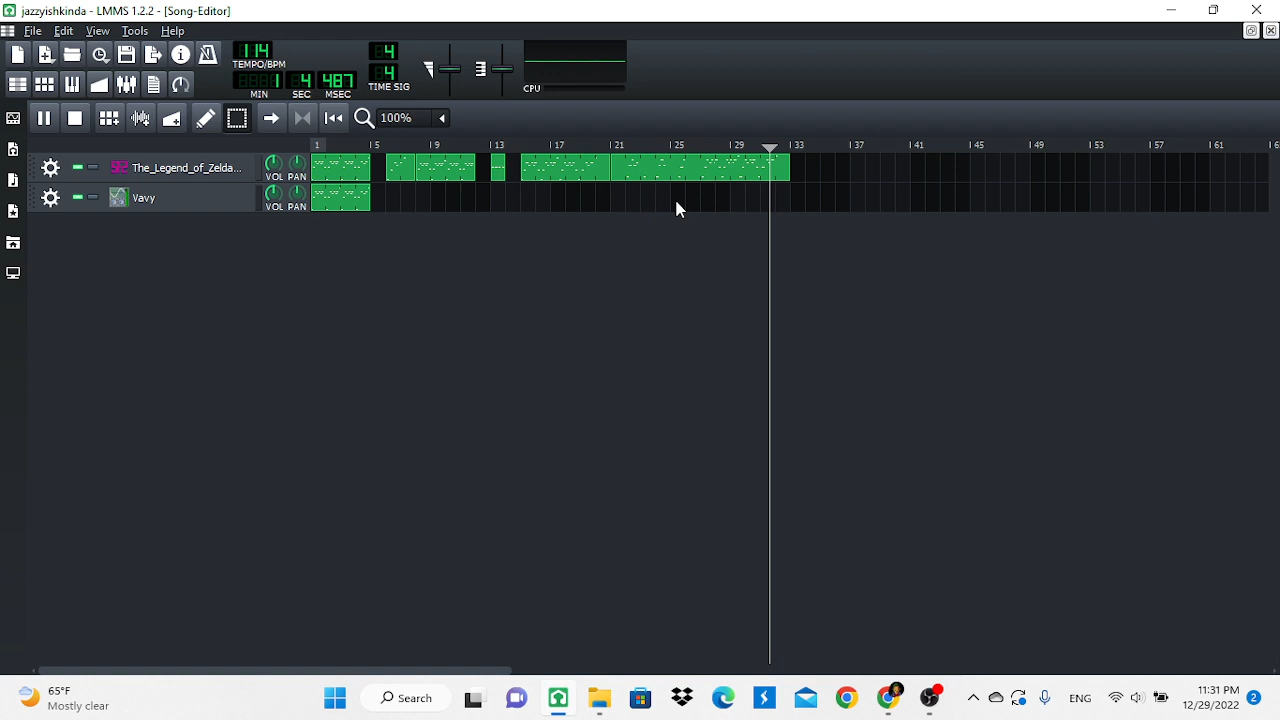 jazzyishkinda - LMMS 1.2.2 - [Song-Editor]
File Edit View Tools Help
114
TEMPO/BPM
1 4 487
MIN SEC MSEC
4
4
TIME SIG
CPU
100%
1 5 9 13 17 21 25 29 33 37 41 45 49 53 57 61 6
The_Legend_of_Zelda...
VOL PAN
Vavy
VOL PAN
65°F
Mostly clear
Search
ENG
11:31 PM
12/29/2022
2